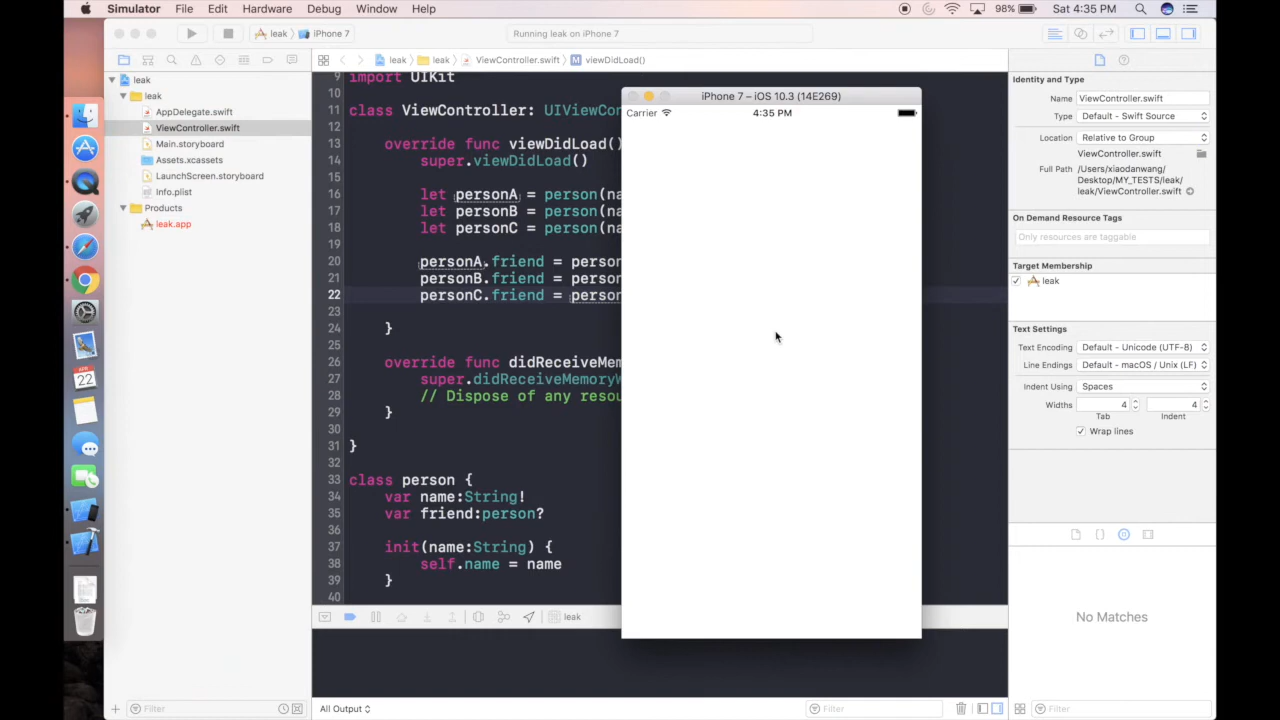 Simulator File Edit Hardware Debug Window Help 98% Sat 4:35 PM
leak iPhone 7 Running leak on iPhone 7
leak leak ViewController.swift M viewDidLoad()
leak
leak
AppDelegate.swift
ViewController.swift
Main.storyboard
Assets.xcassets
LaunchScreen.storyboard
Info.plist
Products
leak.app
Filter
9 import UIKit
10
11 class ViewController: UIViewCon
12
13 override func viewDidLoad()
14 super.viewDidLoad()
15
16 let personA = person(na
17 let personB = person(na
18 let personC = person(na
19
20 personA.friend = person
21 personB.friend = person
22 personC.friend = person
23
24 }
25
26 override func didReceiveMem
27 super.didReceiveMemoryW
28 // Dispose of any resou
29 }
30
31 }
32
33 class person {
34 var name:String!
35 var friend:person?
36
37 init(name:String) {
38 self.name = name
39 }
40
leak
All Output
Filter
iPhone 7 – iOS 10.3 (14E269)
Carrier 4:35 PM
Identity and Type
Name ViewController.swift
Type Default - Swift Source
Location Relative to Group
ViewController.swift
Full Path /Users/xiaodanwang/
Desktop/MY_TESTS/leak/
leak/ViewController.swift
On Demand Resource Tags
Only resources are taggable
Target Membership
leak
Text Settings
Text Encoding Default - Unicode (UTF-8)
Line Endings Default - macOS / Unix (LF)
Indent Using Spaces
Widths 4 4
Tab Indent
Wrap lines
No Matches
Filter
APR
22